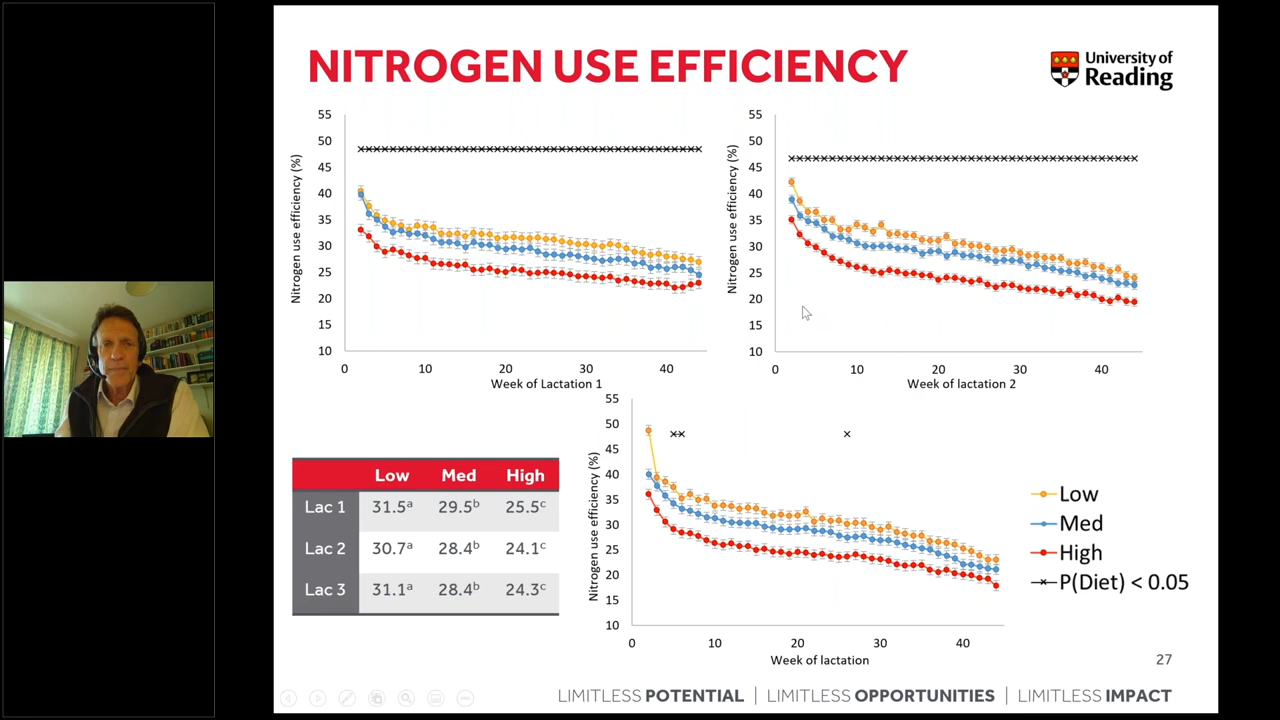 NITROGEN USE EFFICIENCY
University of
Reading
55
50
45
40
35
30
25
20
15
10
Nitrogen use efficiency (%)
0 10 20 30 40
Week of Lactation 1
55
50
45
40
35
30
25
20
15
10
Nitrogen use efficiency (%)
0 10 20 30 40
Week of lactation 2
55
50
45
40
35
30
25
20
15
10
Nitrogen use efficiency (%)
0 10 20 30 40
Week of lactation
Low Med High
Lac 1 31.5ᵃ 29.5ᵇ 25.5ᶜ
Lac 2 30.7ᵃ 28.4ᵇ 24.1ᶜ
Lac 3 31.1ᵃ 28.4ᵇ 24.3ᶜ
Low
Med
High
P(Diet) < 0.05
27
LIMITLESS POTENTIAL | LIMITLESS OPPORTUNITIES | LIMITLESS IMPACT